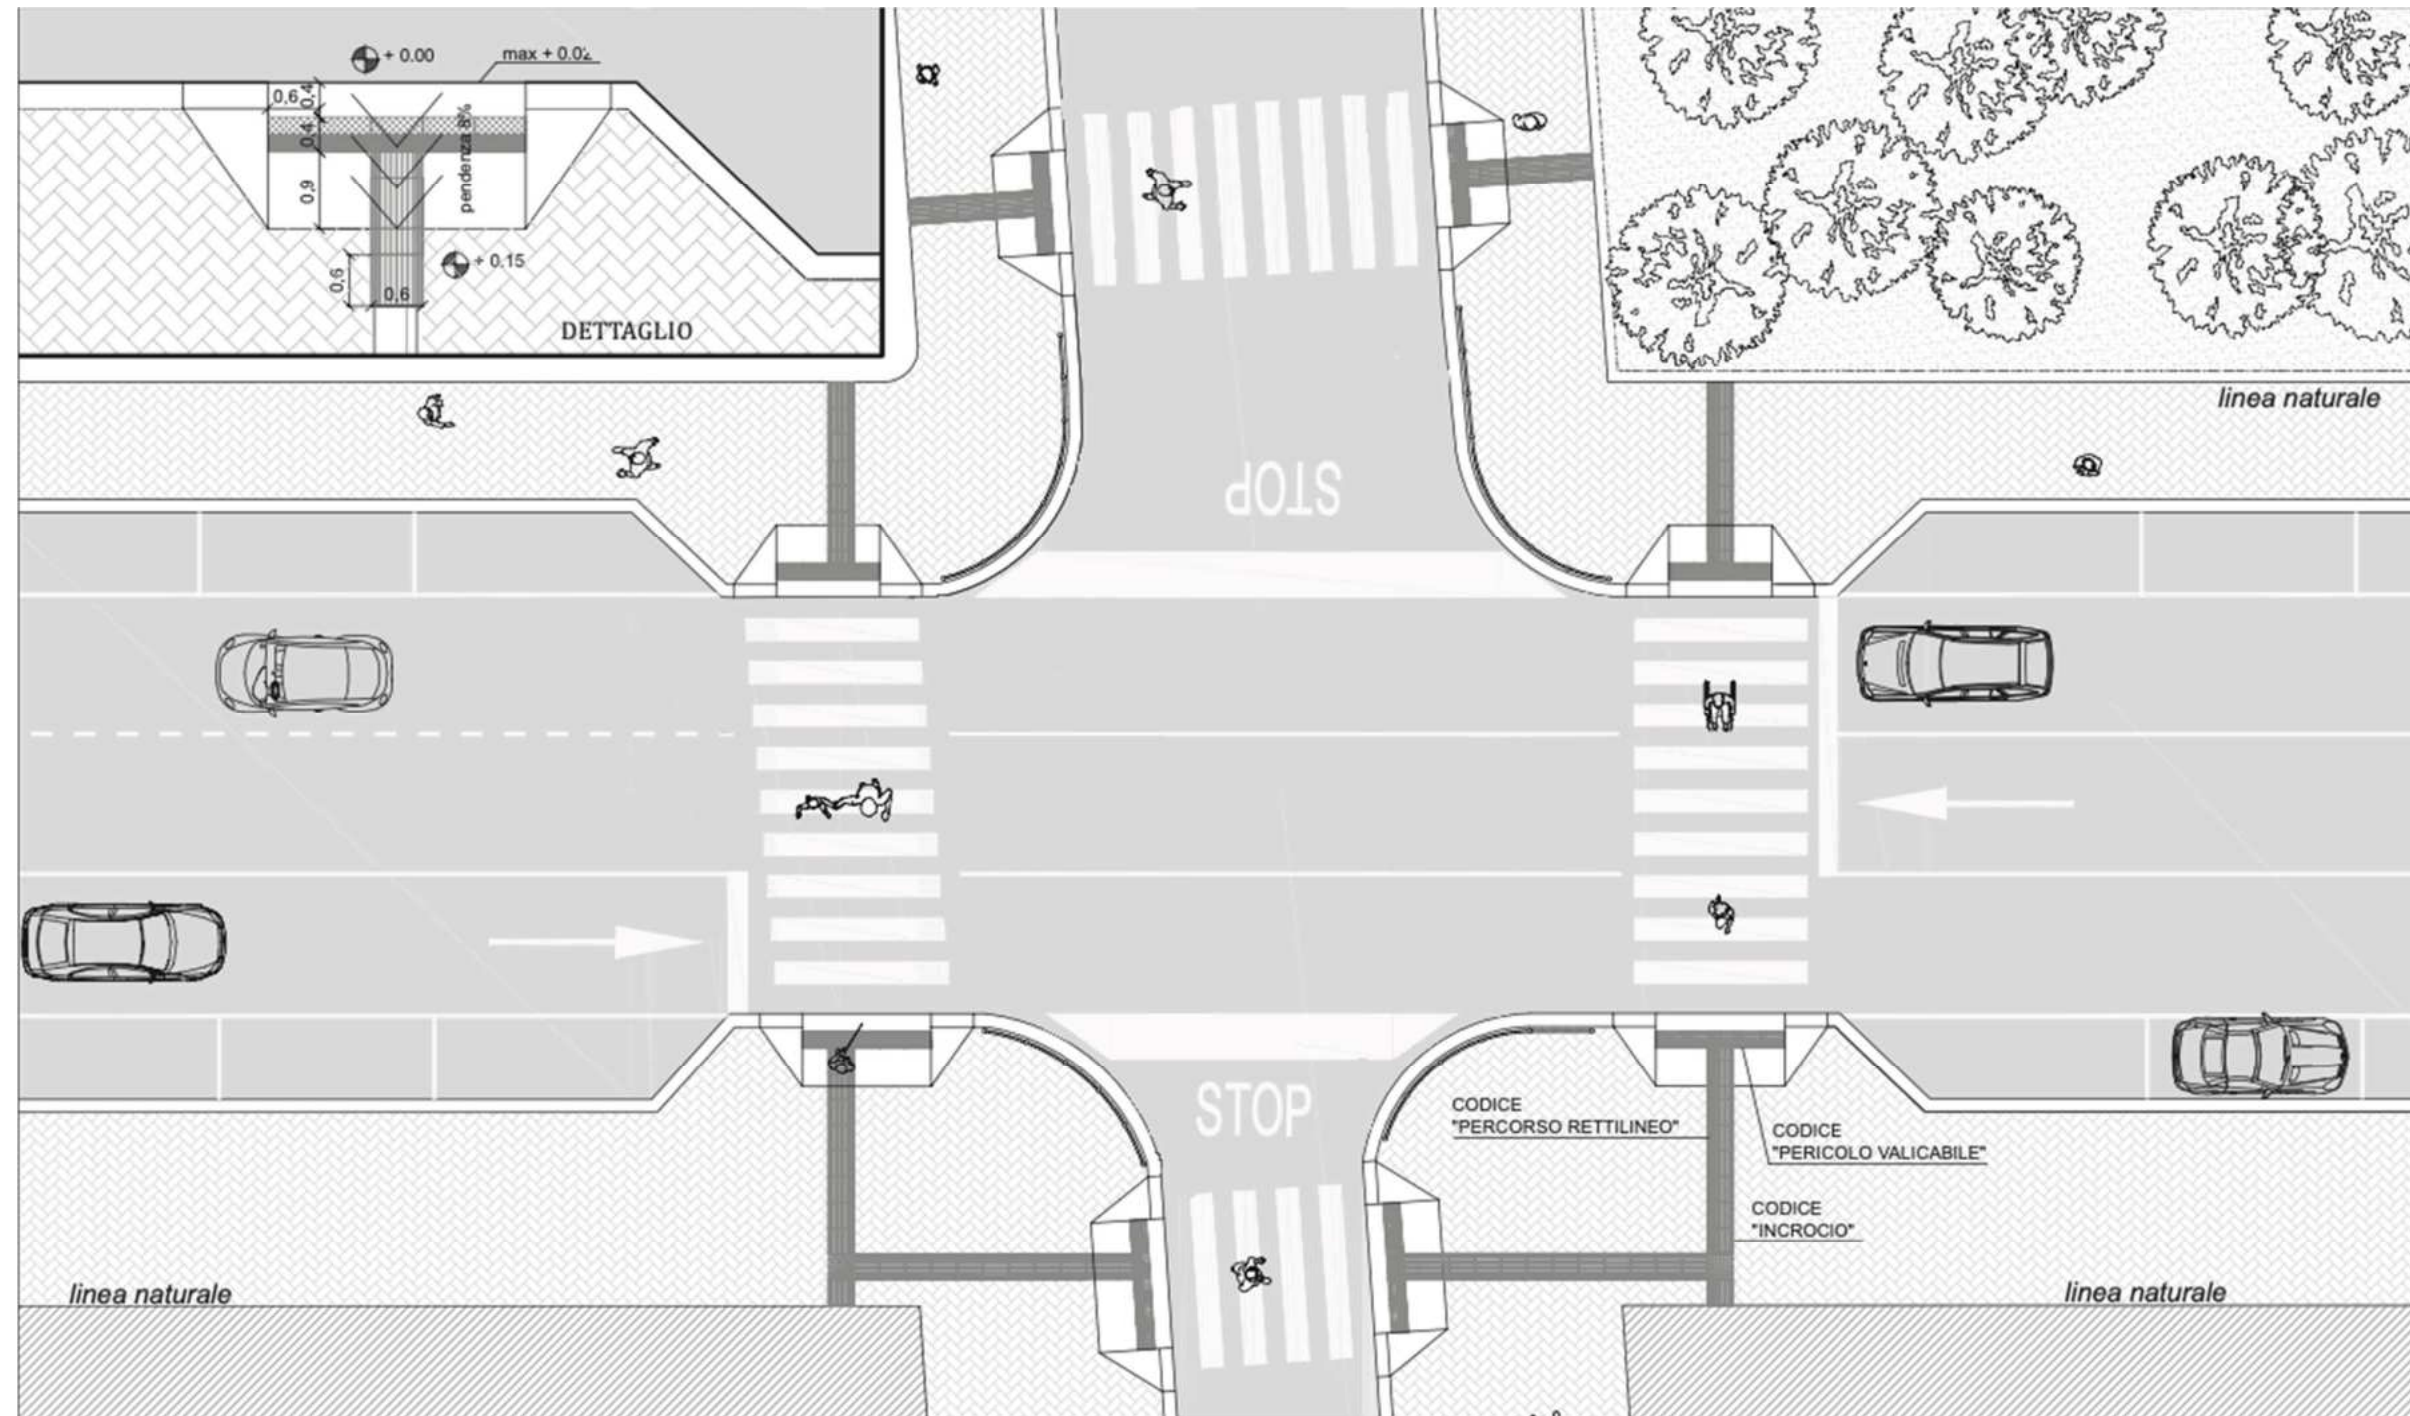 + 0.00
max + 0.02
0,6
0,4
0,4
0,9
pendenza 8%
+ 0.15
0,6
0,6
DETTAGLIO
linea naturale
STOP
STOP
CODICE
"PERCORSO RETTILINEO"
CODICE
"PERICOLO VALICABILE"
CODICE
"INCROCIO"
linea naturale
linea naturale